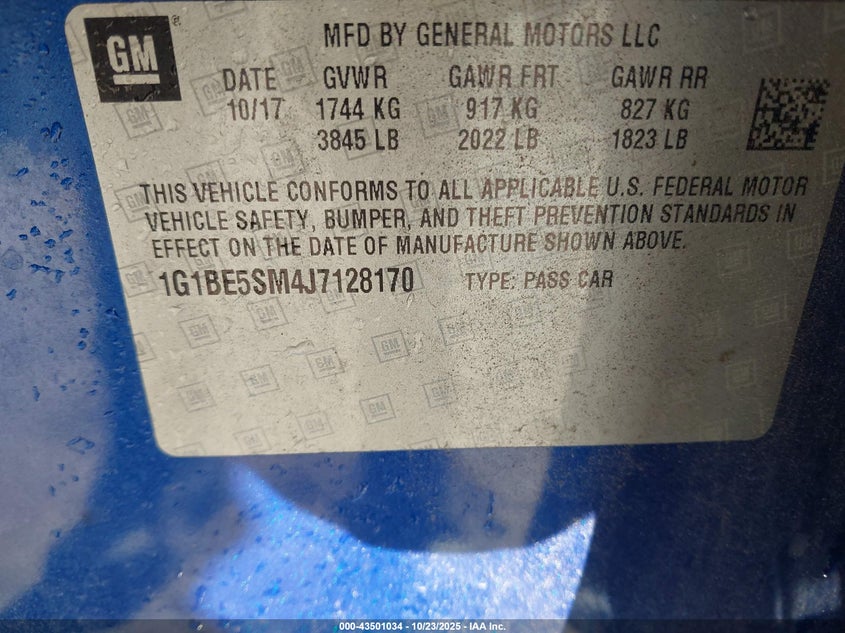 GM
MFD BY GENERAL MOTORS LLC
DATE GVWR GAWR FRT GAWR RR
10/17 1744 KG 917 KG 827 KG
3845 LB 2022 LB 1823 LB
THIS VEHICLE CONFORMS TO ALL APPLICABLE U.S. FEDERAL MOTOR
VEHICLE SAFETY, BUMPER, AND THEFT PREVENTION STANDARDS IN
EFFECT ON THE DATE OF MANUFACTURE SHOWN ABOVE.
1G1BE5SM4J7128170 TYPE: PASS CAR
000-43501034 - 10/23/2025 - IAA Inc.